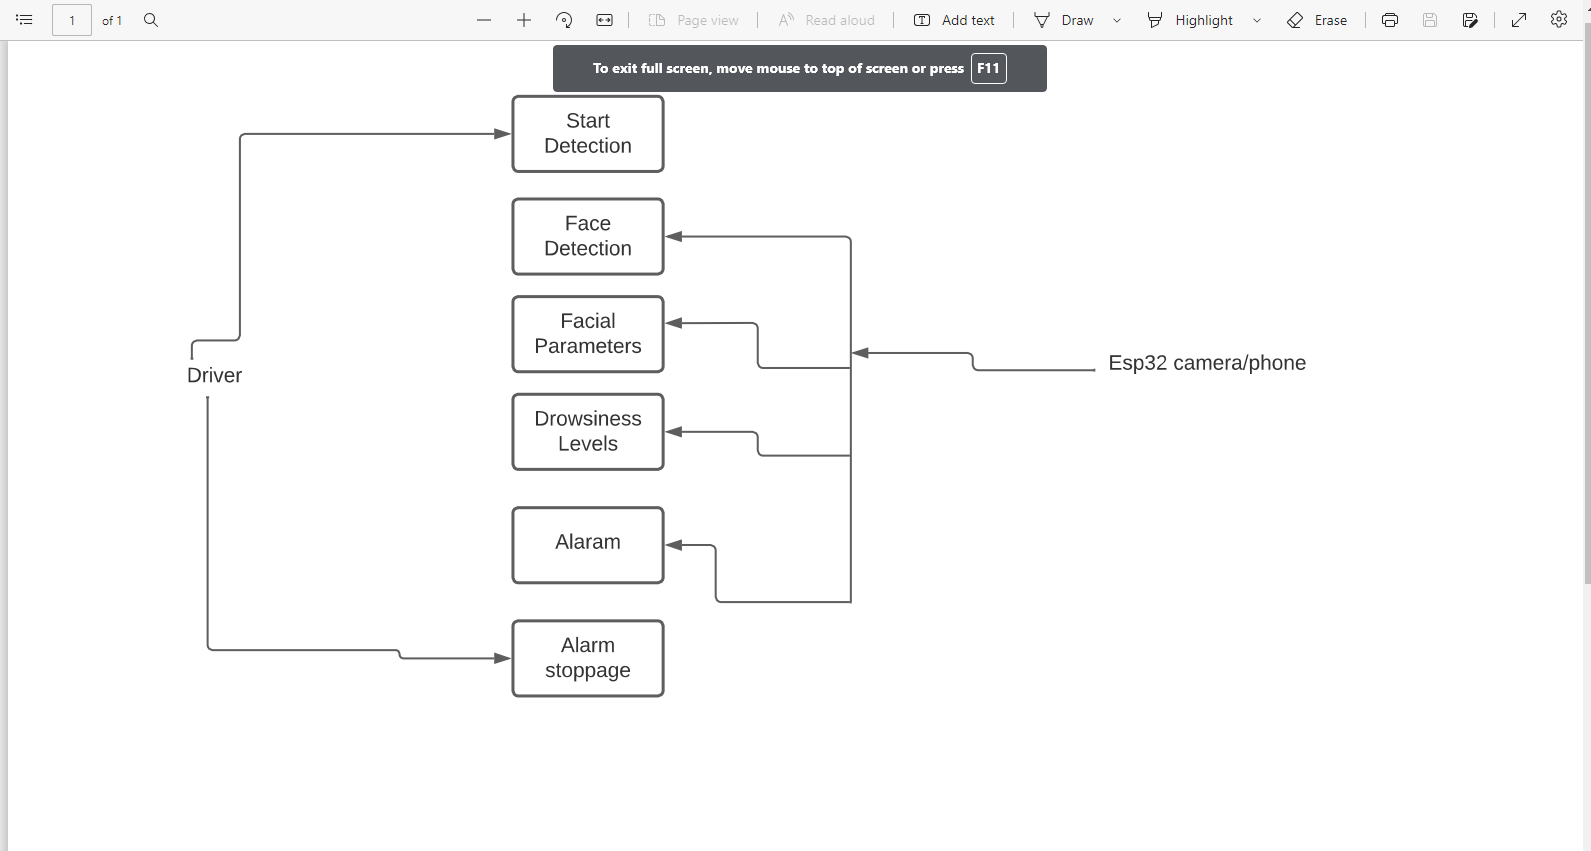 1 of 1 Page view Read aloud Add text Draw Highlight Erase
To exit full screen, move mouse to top of screen or press F11
Start
Detection
Face
Detection
Facial
Parameters
Esp32 camera/phone
Driver
Drowsiness
Levels
Alaram
Alarm
stoppage